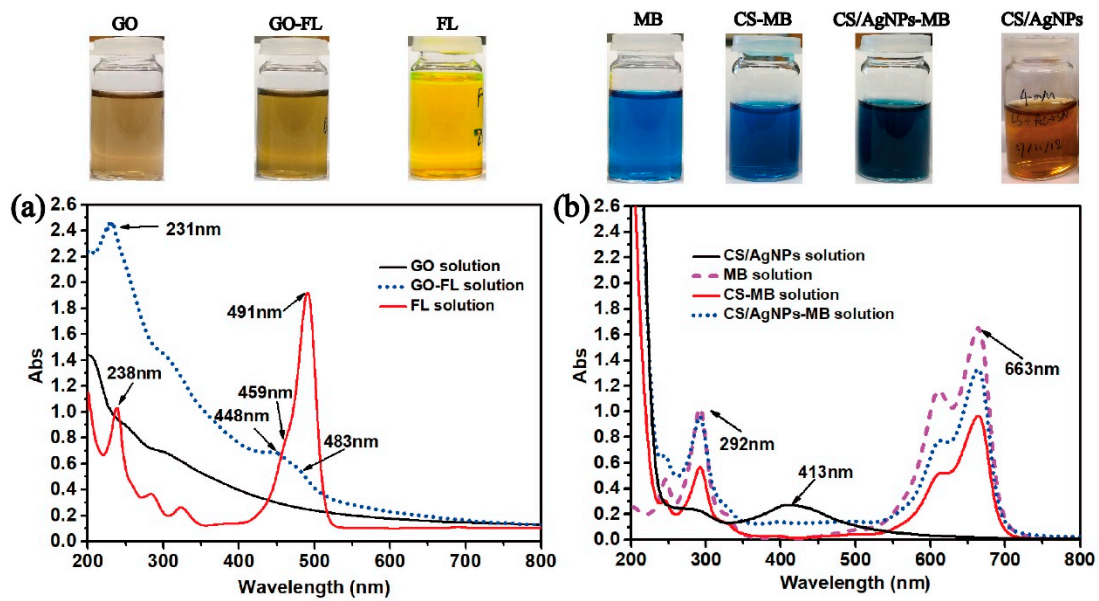 GO GO-FL FL MB CS-MB CS/AgNPs-MB CS/AgNPs
4-min
(a)
2.6
2.4
2.2
2.0
1.8
1.6
1.4
1.2
1.0
0.8
0.6
0.4
0.2
0.0
Abs
231nm
GO solution
GO-FL solution
FL solution
491nm
238nm
459nm
448nm
483nm
200 300 400 500 600 700 800
Wavelength (nm)
(b)
2.6
2.4
2.2
2.0
1.8
1.6
1.4
1.2
1.0
0.8
0.6
0.4
0.2
0.0
Abs
CS/AgNPs solution
MB solution
CS-MB solution
CS/AgNPs-MB solution
663nm
292nm
413nm
200 300 400 500 600 700 800
Wavelength (nm)